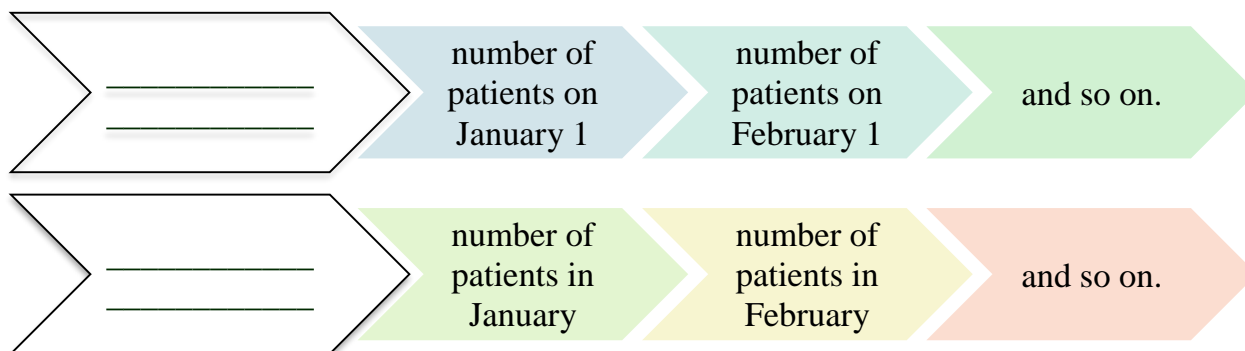 number of
patients on
January 1
number of
patients on
February 1
and so on.
number of
patients in
January
number of
patients in
February
and so on.